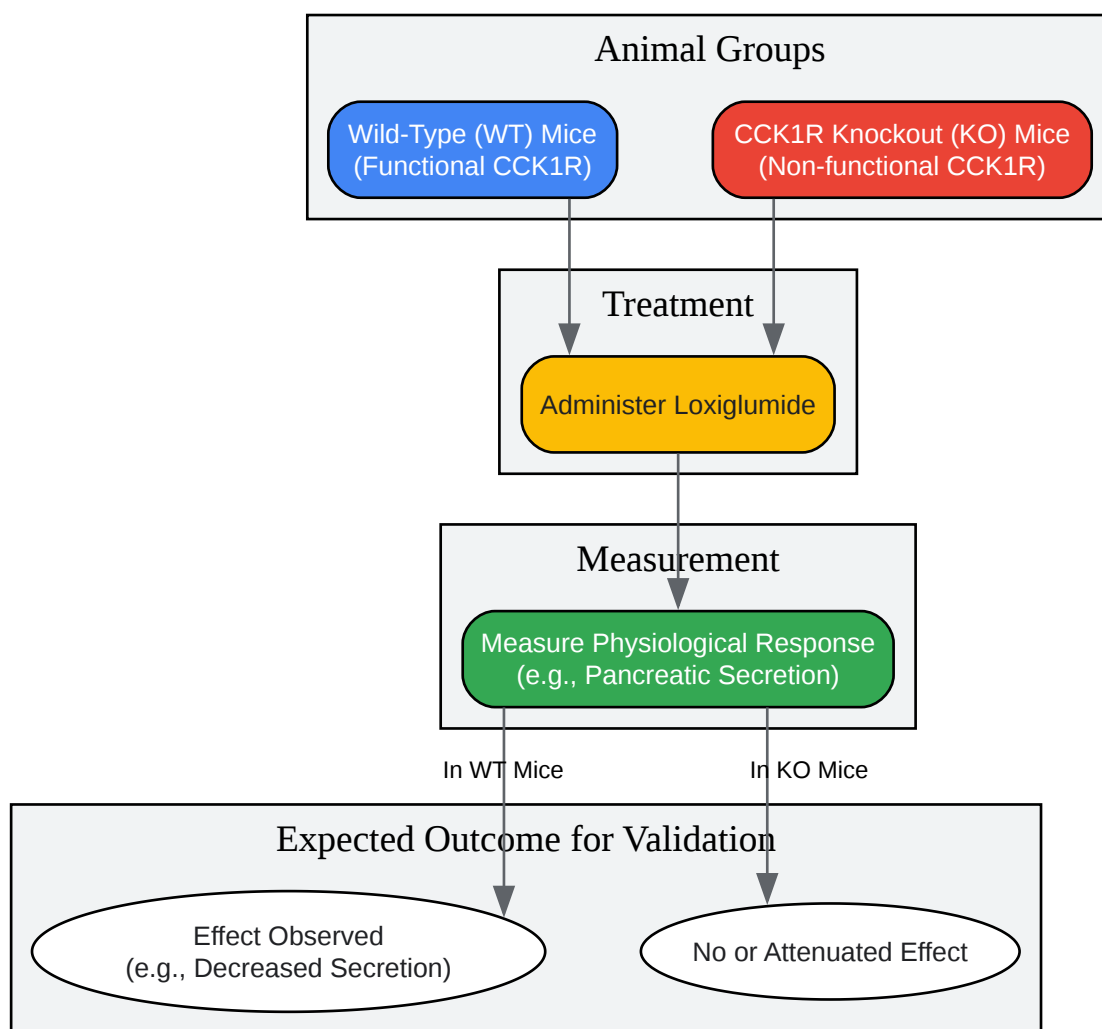 Animal Groups
Wild-Type (WT) Mice
(Functional CCK1R)
CCK1R Knockout (KO) Mice
(Non-functional CCK1R)
Treatment
Administer Loxiglumide
Measurement
Measure Physiological Response
(e.g., Pancreatic Secretion)
In WT Mice
In KO Mice
Expected Outcome for Validation
Effect Observed
(e.g., Decreased Secretion)
No or Attenuated Effect